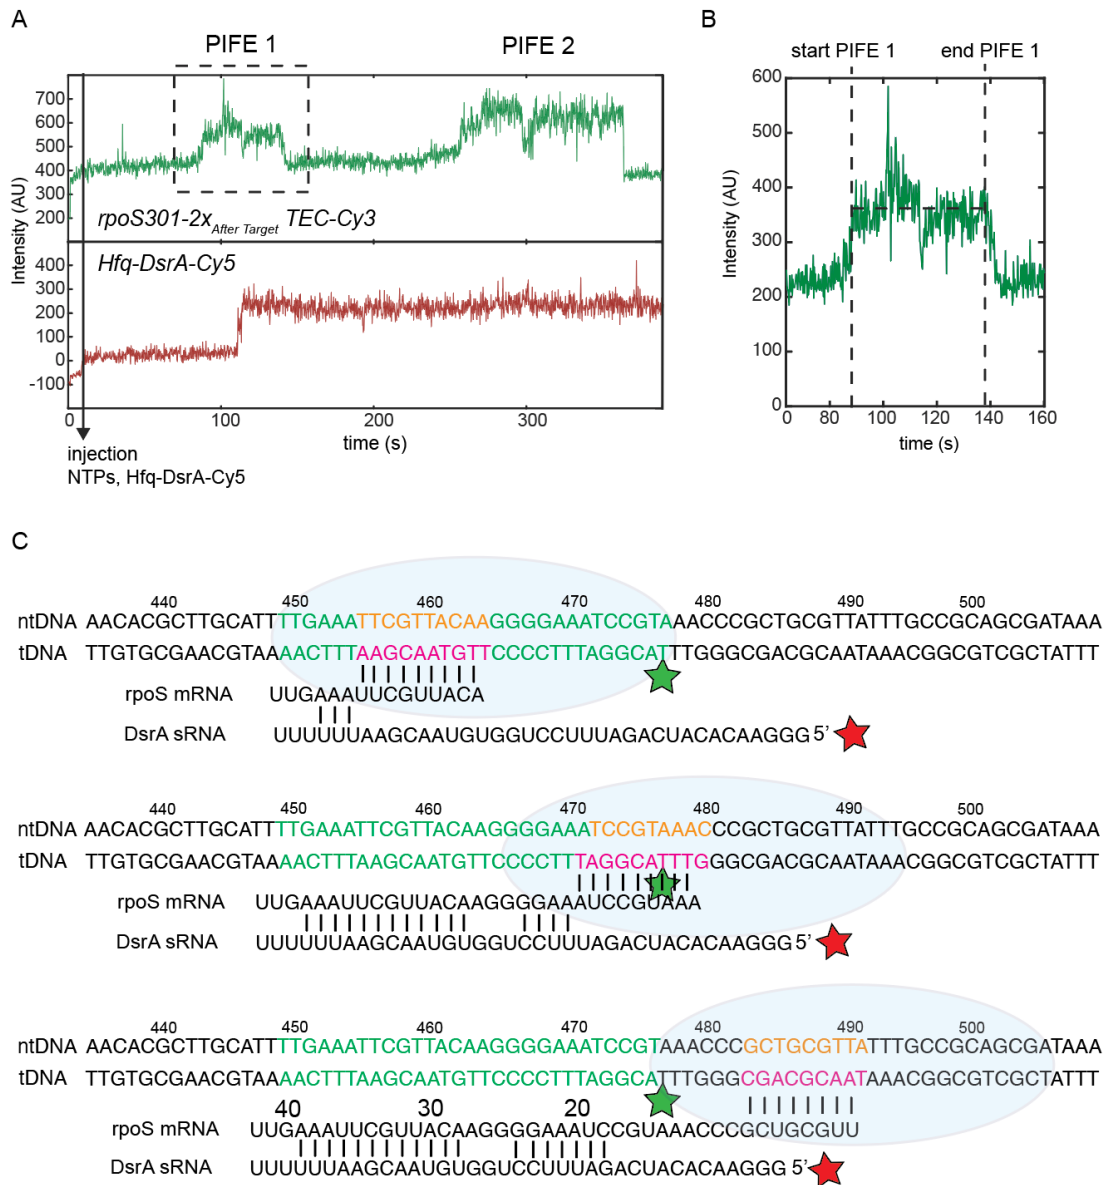 A
B
PIFE 1
PIFE 2
700
600
500
400
300
200
rpoS301-2xAfter Target TEC-Cy3
Hfq-DsrA-Cy5
400
300
200
100
0
-100
Intensity (AU)
0 100 200 300
time (s)
injection
NTPs, Hfq-DsrA-Cy5
start PIFE 1 end PIFE 1
600
500
400
300
200
100
0
Intensity (AU)
0 80 100 120 140 160
time (s)
C
440 450 460 470 480 490 500
ntDNA AACACGCTTGCATTTTGAAATTCGTTACAAGGGGAAATCCGTAAACCCGCTGCGTTATTTGCCGCAGCGATAAA
tDNA TTGTGCGAACGTAAAACTTTAAGCAATGTTCCCCTTTAGGCATTTGGGCGACGCAATAAACGGCGTCGCTATTT
rpoS mRNA UUGAAAUUCGUUACA
DsrA sRNA UUUUUUAAGCAAUGUGGUCCUUUAGACUACACAAGGG 5’
440 450 460 470 480 490 500
ntDNA AACACGCTTGCATTTTGAAATTCGTTACAAGGGGAAATCCGTAAACCCGCTGCGTTATTTGCCGCAGCGATAAA
tDNA TTGTGCGAACGTAAAACTTTAAGCAATGTTCCCCTTTAGGCATTTGGGCGACGCAATAAACGGCGTCGCTATTT
rpoS mRNA UUGAAAUUCGUUACAAGGGGAAAUCCGUAAA
DsrA sRNA UUUUUUAAGCAAUGUGGUCCUUUAGACUACACAAGGG 5’
440 450 460 470 480 490 500
ntDNA AACACGCTTGCATTTTGAAATTCGTTACAAGGGGAAATCCGTAAACCCGCTGCGTTATTTGCCGCAGCGATAAA
tDNA TTGTGCGAACGTAAAACTTTAAGCAATGTTCCCCTTTAGGCATTTGGGCGACGCAATAAACGGCGTCGCTATTT
40 30 20
rpoS mRNA UUGAAAUUCGUUACAAGGGGAAAUCCGUAAACCCGCUGCGUU
DsrA sRNA UUUUUUAAGCAAUGUGGUCCUUUAGACUACACAAGGG 5’